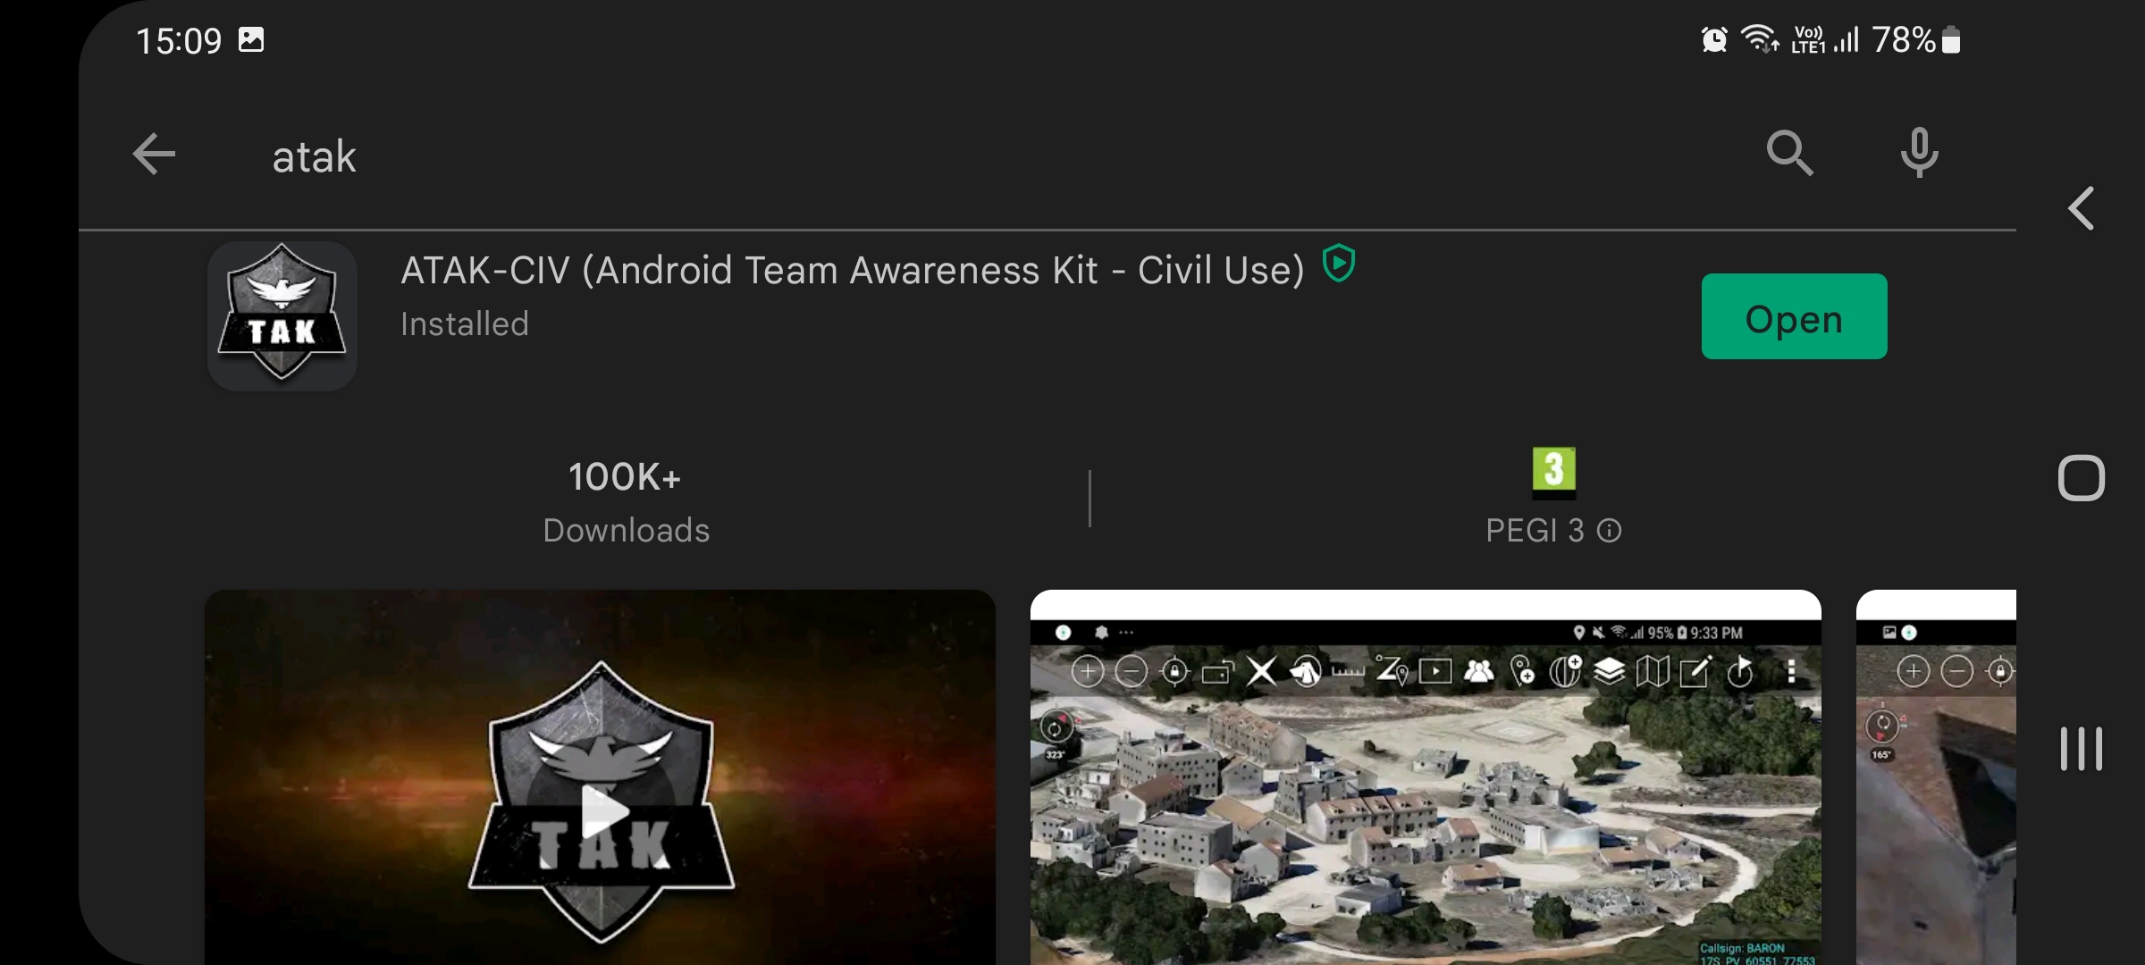 15:09
Vo)) LTE1 78%
atak
ATAK-CIV (Android Team Awareness Kit - Civil Use)
Installed
Open
TAK
100K+
Downloads
3
PEGI 3
TAK
95% 9:33 PM
323°
165°
Callsign: BARON
17S PV 60551 77553